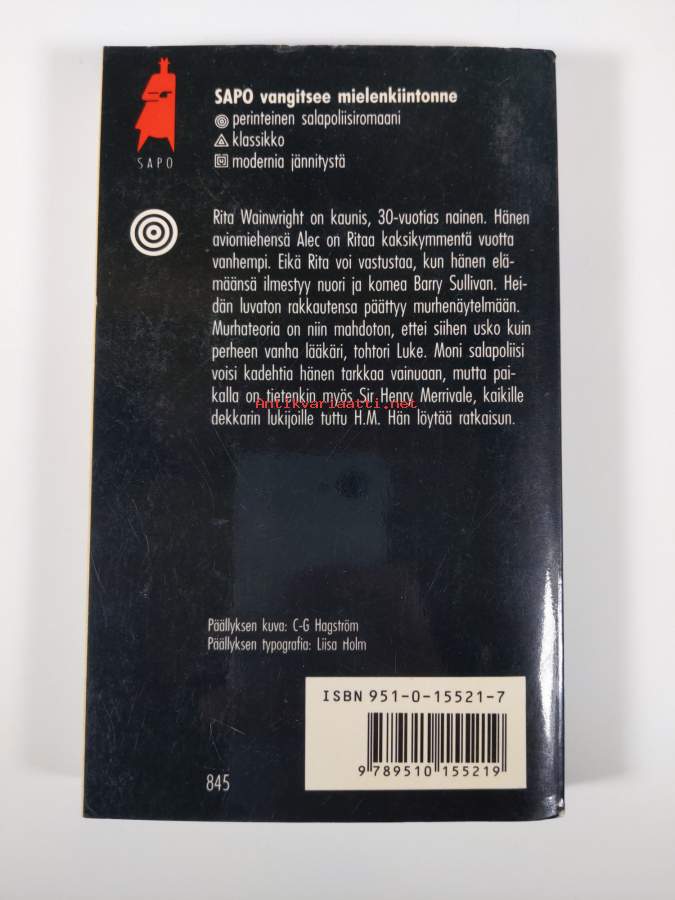 SAPO
SAPO vangitsee mielenkiintonne
perinteinen salapoliisiromaani
klassikko
modernia jännitystä
Rita Wainwright on kaunis, 30-vuotias nainen. Hänen
aviomiehensä Alec on Ritaa kaksikymmentä vuotta
vanhempi. Eikä Rita voi vastustaa, kun hänen elä-
määnsä ilmestyy nuori ja komea Barry Sullivan. Hei-
dän luvaton rakkautensa päättyy murhenäytelmään.
Murhateoria on niin mahdoton, ettei siihen usko kuin
perheen vanha lääkäri, tohtori Luke. Moni salapoliisi
voisi kadehtia hänen tarkkaa vainuaan, mutta pai-
kalla on tietenkin myös Sir Henry Merrivale, kaikille
Antikvariaatti.net
dekkarin lukijoille tuttu H.M. Hän löytää ratkaisun.
Päällyksen kuva: C-G Hagström
Päällyksen typografia: Liisa Holm
ISBN 951-0-15521-7
9 789510 155219
845